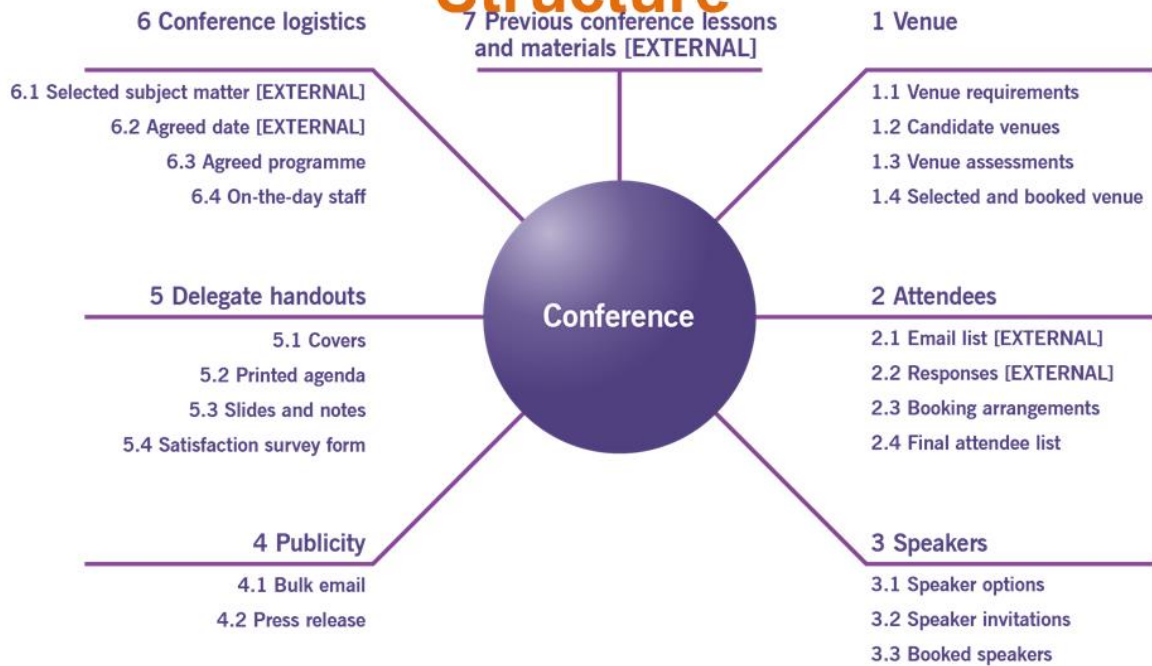 Structure
6 Conference logistics
6.1 Selected subject matter [EXTERNAL]
6.2 Agreed date [EXTERNAL]
6.3 Agreed programme
6.4 On-the-day staff
7 Previous conference lessons
and materials [EXTERNAL]
1 Venue
1.1 Venue requirements
1.2 Candidate venues
1.3 Venue assessments
1.4 Selected and booked venue
5 Delegate handouts
5.1 Covers
5.2 Printed agenda
5.3 Slides and notes
5.4 Satisfaction survey form
Conference
2 Attendees
2.1 Email list [EXTERNAL]
2.2 Responses [EXTERNAL]
2.3 Booking arrangements
2.4 Final attendee list
4 Publicity
4.1 Bulk email
4.2 Press release
3 Speakers
3.1 Speaker options
3.2 Speaker invitations
3.3 Booked speakers